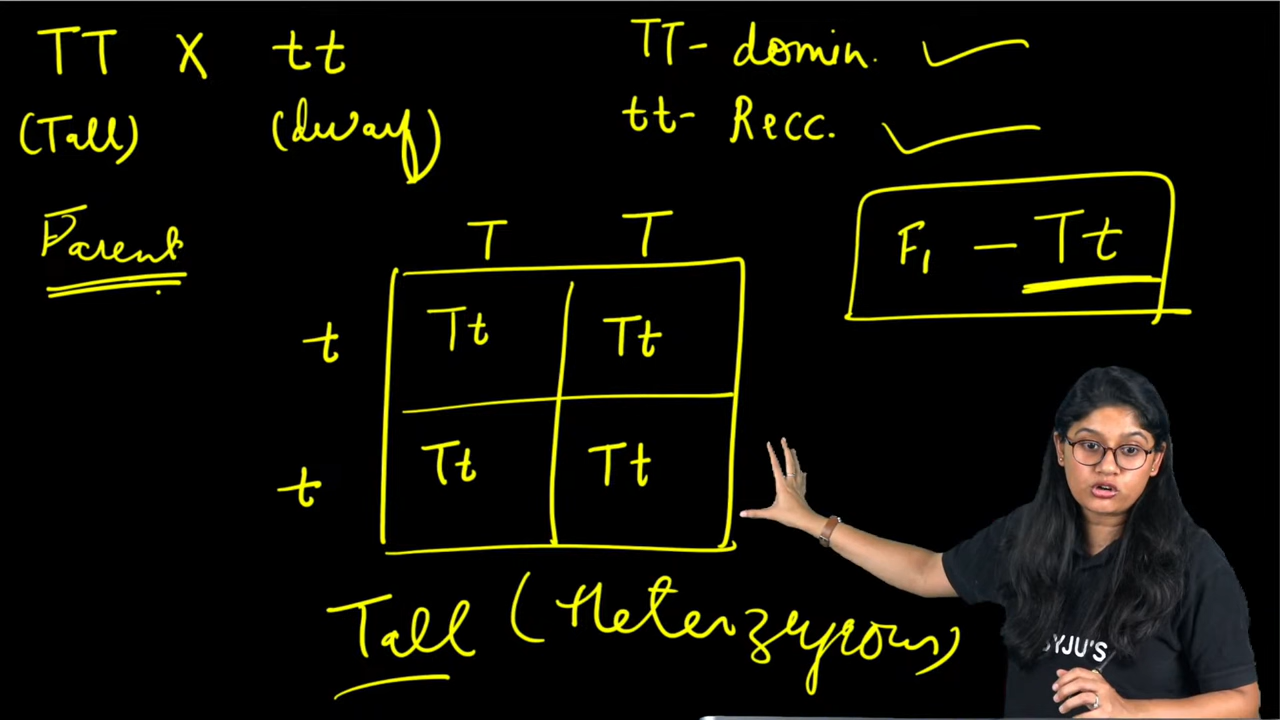 TT X tt
(Tall) (dwarf)
TT- domin.
tt- Recc.
Parent
F₁ - Tt
T T
t Tt Tt
t Tt Tt
Tall (Heterozygous)
BYJU'S